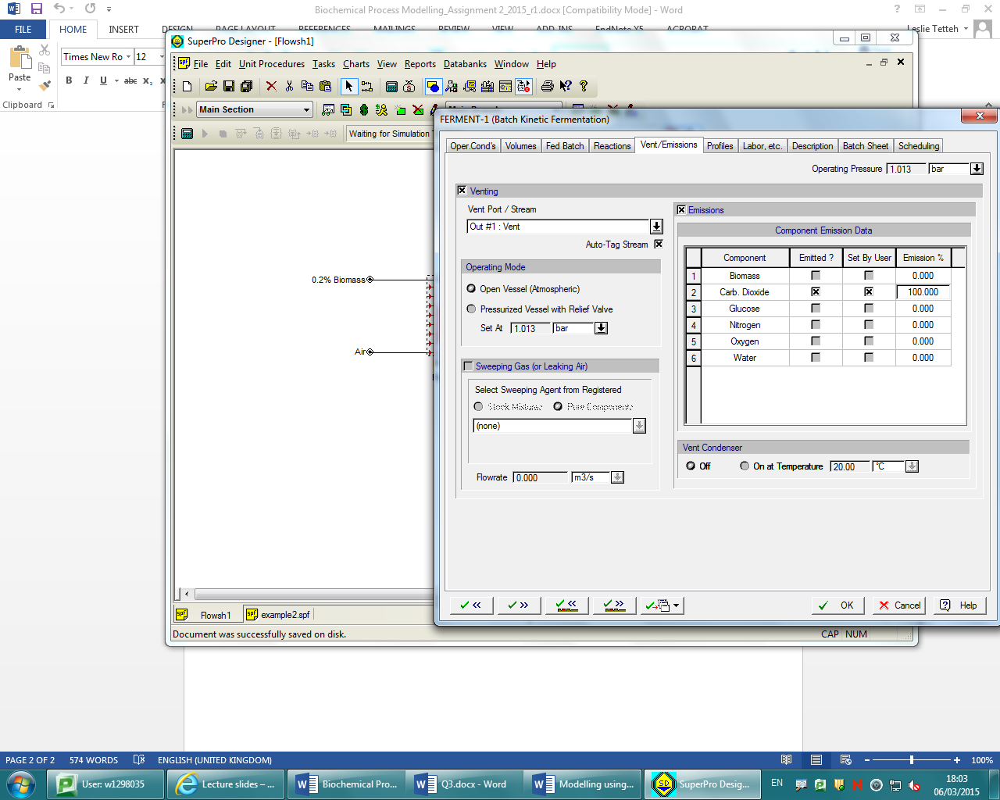 Biochemical Process Modelling_Assignment 2_2015_r1.docx [Compatibility Mode] - Word
FILE HOME INSERT DESIGN PAGE LAYOUT REFERENCES MAILINGS REVIEW VIEW ADD-INS EndNote X5 ACROBAT
Leslie Tetteh
Times New Ro 12
Paste
B I U abc x2 x
Clipboard
SuperPro Designer - [Flowsh1]
File Edit Unit Procedures Tasks Charts View Reports Databanks Window Help
Main Section
Waiting for Simulation
0.2% Biomass
Air
Flowsh1 example2.spf
Document was successfully saved on disk.
CAP NUM
FERMENT-1 (Batch Kinetic Fermentation)
Oper.Cond's Volumes Fed Batch Reactions Vent/Emissions Profiles Labor, etc. Description Batch Sheet Scheduling
Operating Pressure 1.013 bar
Venting
Vent Port / Stream
Out #1 : Vent
Auto-Tag Stream
Operating Mode
Open Vessel (Atmospheric)
Pressurized Vessel with Relief Valve
Set At 1.013 bar
Sweeping Gas (or Leaking Air)
Select Sweeping Agent from Registered
Stock Mixtures Pure Components
(none)
Flowrate 0.000 m3/s
Emissions
Component Emission Data
Component Emitted ? Set By User Emission %
1 Biomass 0.000
2 Carb. Dioxide 100.000
3 Glucose 0.000
4 Nitrogen 0.000
5 Oxygen 0.000
6 Water 0.000
Vent Condenser
Off On at Temperature 20.00 °C
OK Cancel Help
PAGE 2 OF 2 574 WORDS ENGLISH (UNITED KINGDOM) 100%
User: w1298035 Lecture slides – ... Biochemical Pro... Q3.docx - Word Modelling using... SuperPro Desig... EN
18:03
06/03/2015